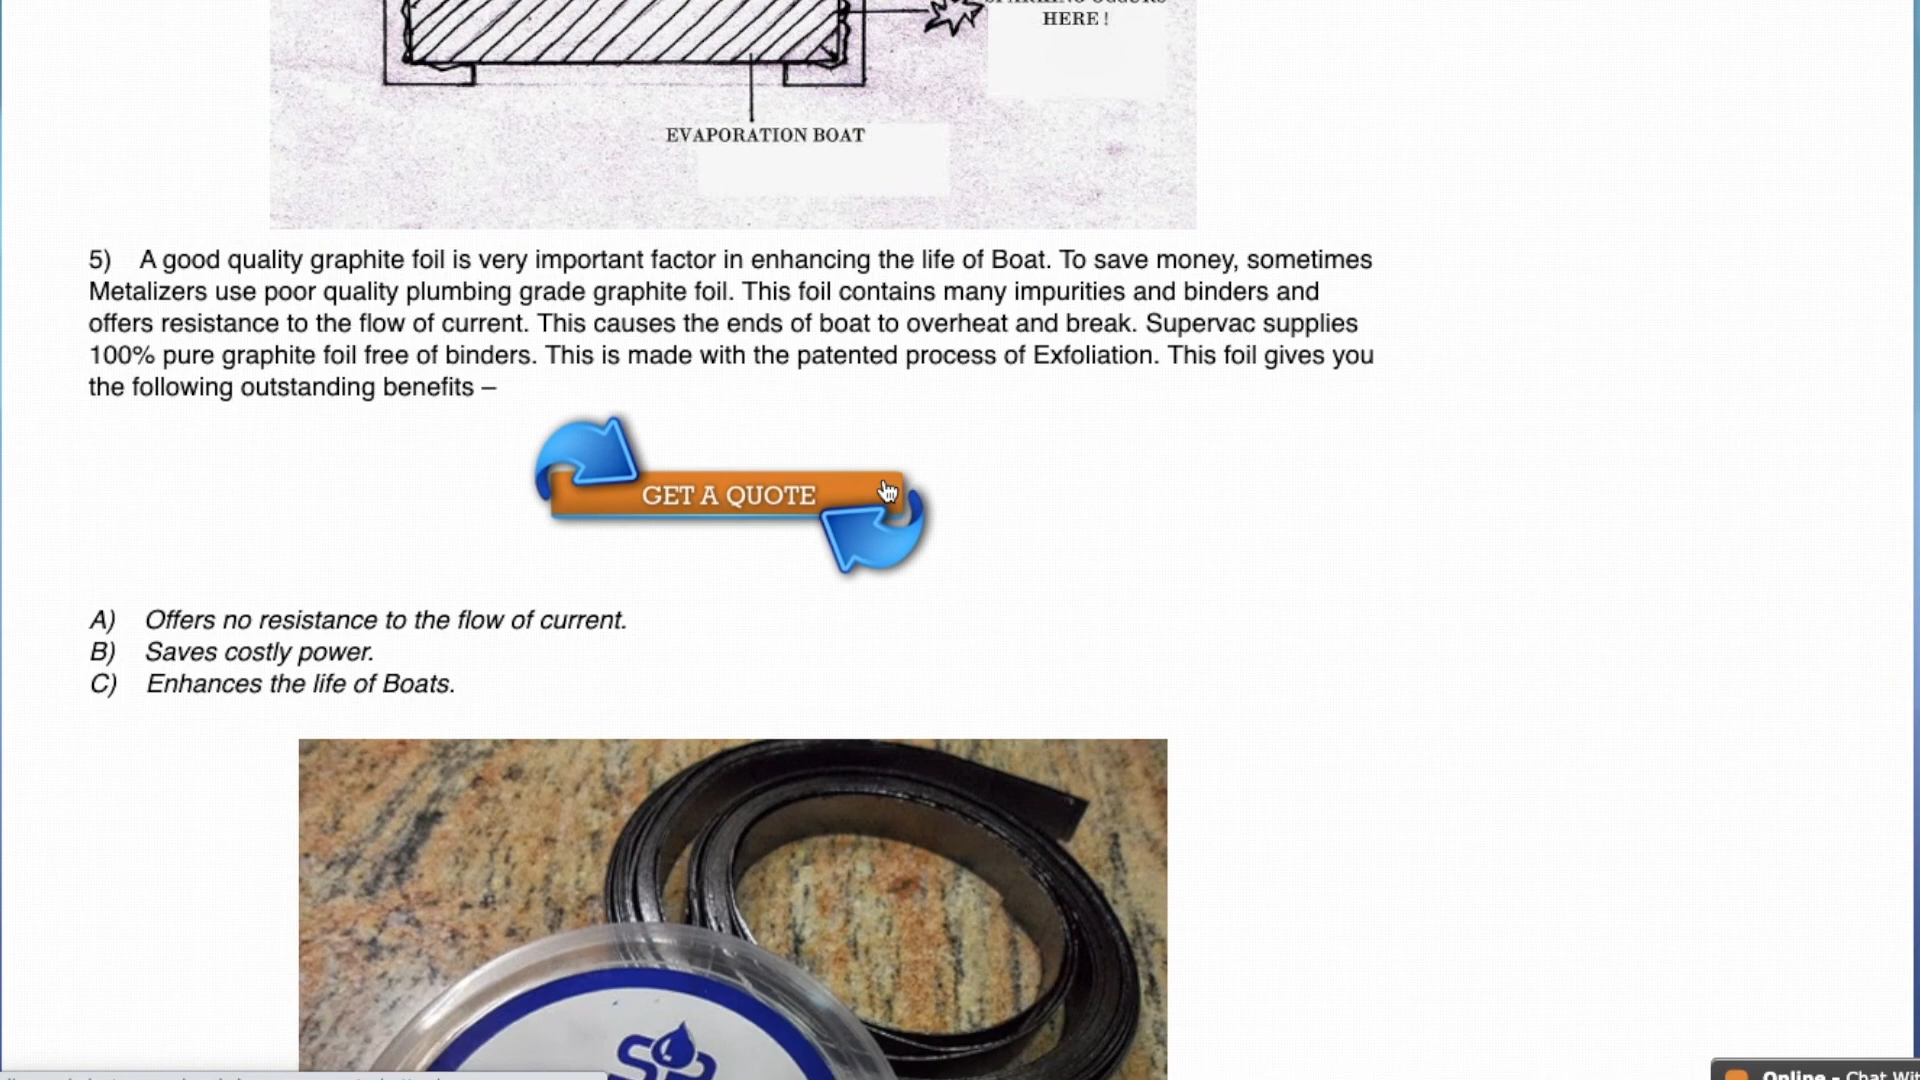 HERE !
EVAPORATION BOAT
5) A good quality graphite foil is very important factor in enhancing the life of Boat. To save money, sometimes
Metalizers use poor quality plumbing grade graphite foil. This foil contains many impurities and binders and
offers resistance to the flow of current. This causes the ends of boat to overheat and break. Supervac supplies
100% pure graphite foil free of binders. This is made with the patented process of Exfoliation. This foil gives you
the following outstanding benefits –
GET A QUOTE
A) Offers no resistance to the flow of current.
B) Saves costly power.
C) Enhances the life of Boats.
Online - Chat Wit